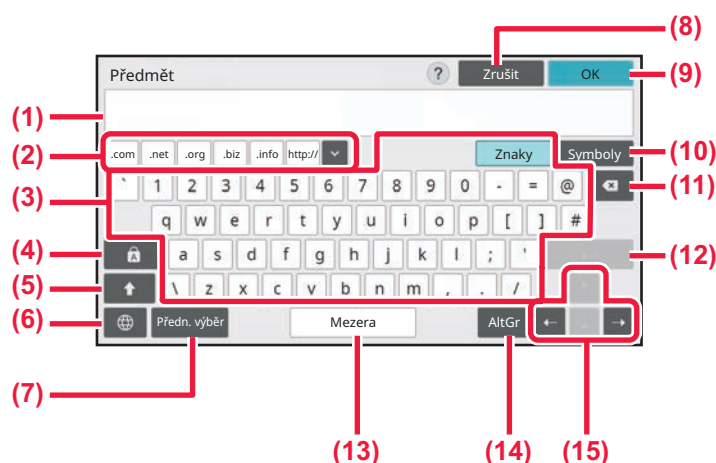 (8)
Předmět ? Zrušit OK (9)
(1)
(2) .com .net .org .biz .info http:// Znaky Symboly (10)
(3) ` 1 2 3 4 5 6 7 8 9 0 - = @ (11)
q w e r t y u i o p [ ] #
(4) A a s d f g h j k l ; ' (12)
(5) \ z x c v b n m , . /
(6) Předn. výběr Mezera AltGr ← →
(7)
(13) (14) (15)